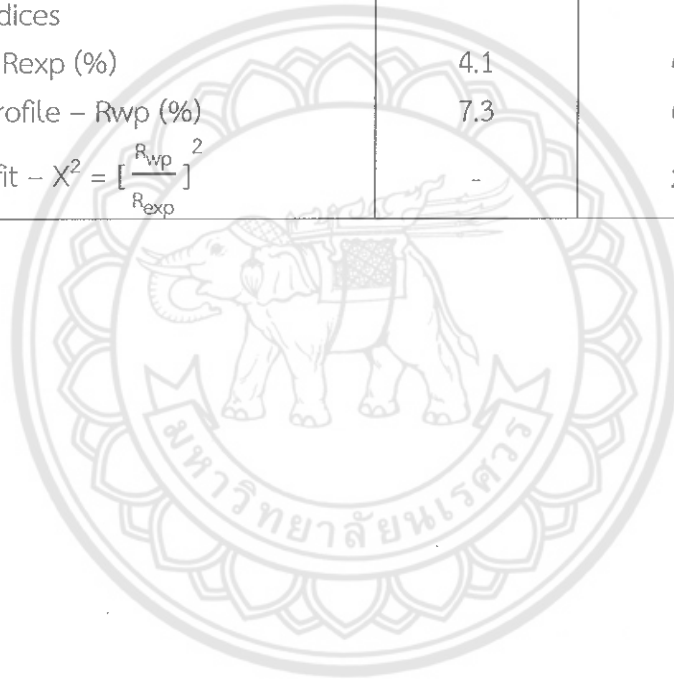 dices
Rexp (%) 4.1
rofile – Rwp (%) 7.3
fit – X² = [Rwp/Rexp]² -
มหาวิทยาลัยนเรศวร